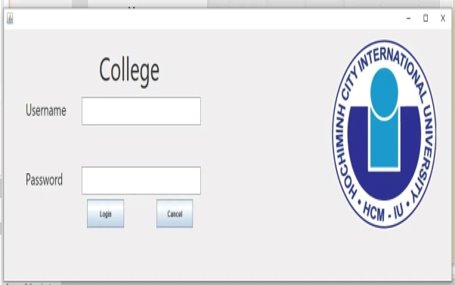 College
Username
Password
Login
Cancel
HOCHIMINH CITY INTERNATIONAL UNIVERSITY
HCM - IU